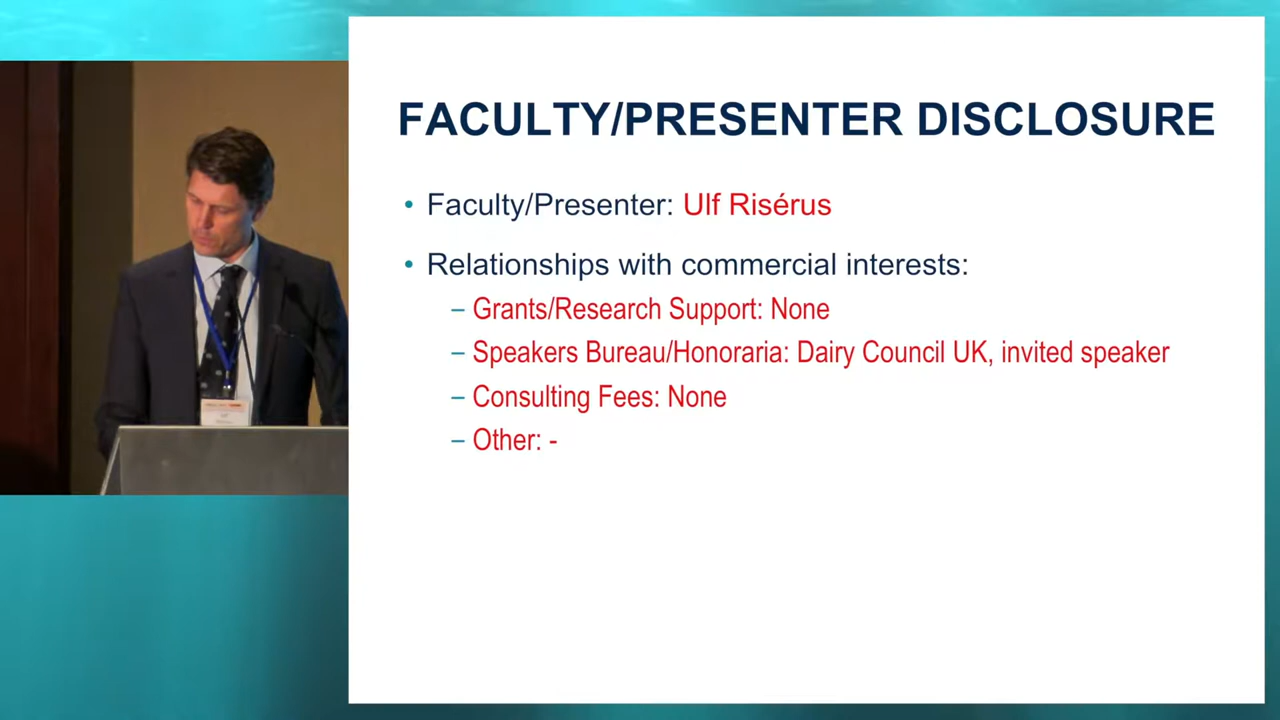 FACULTY/PRESENTER DISCLOSURE
• Faculty/Presenter: Ulf Risérus
• Relationships with commercial interests:
– Grants/Research Support: None
– Speakers Bureau/Honoraria: Dairy Council UK, invited speaker
– Consulting Fees: None
– Other: -